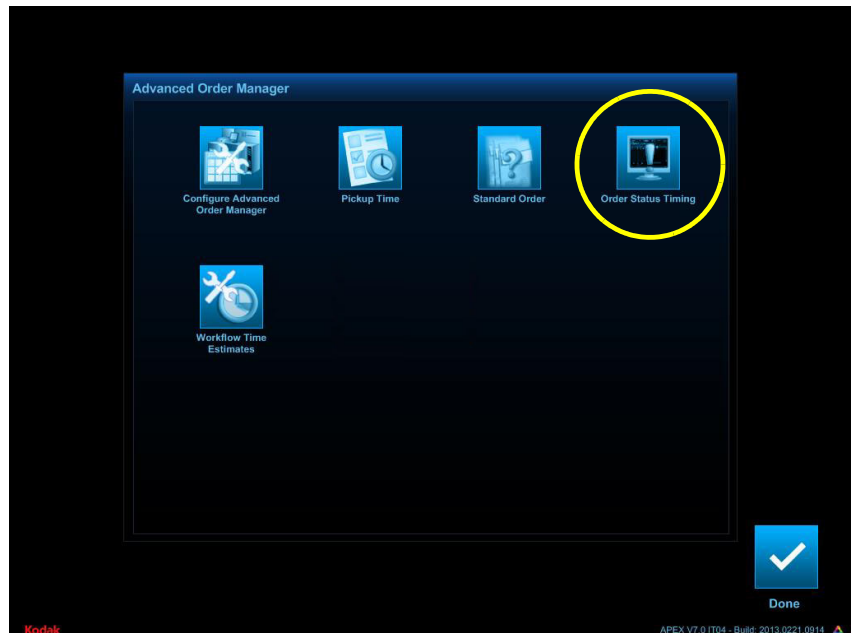 Advanced Order Manager
Configure Advanced
Order Manager
Pickup Time
Standard Order
Order Status Timing
Workflow Time
Estimates
Done
Kodak
APEX V7.0 IT04 - Build: 2013.0221.0914